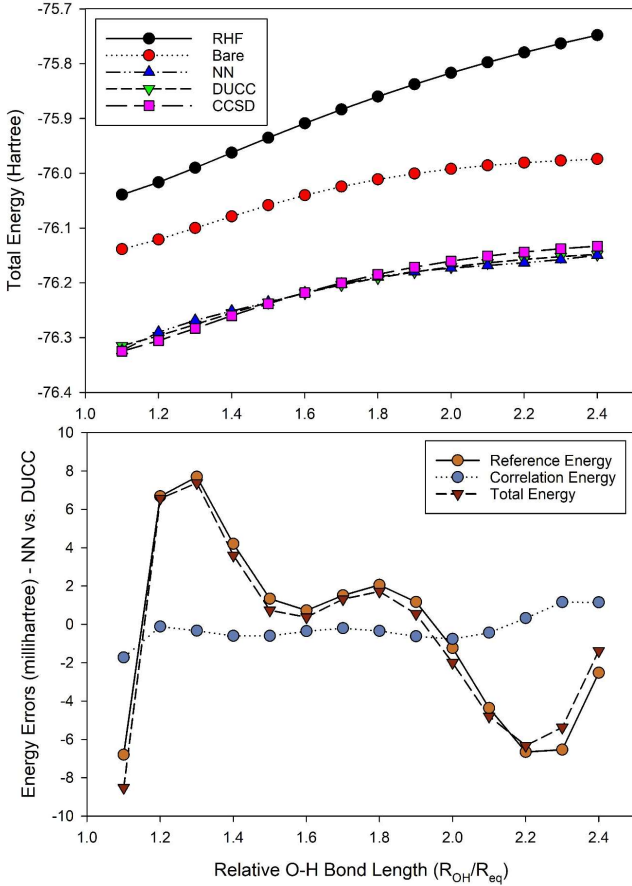 -75.7
-75.8
-75.9
-76.0
-76.1
-76.2
-76.3
-76.4
Total Energy (Hartree)
RHF
Bare
NN
DUCC
CCSD
1.0 1.2 1.4 1.6 1.8 2.0 2.2 2.4
10
8
6
4
2
0
-2
-4
-6
-8
-10
Energy Errors (millihartree) - NN vs. DUCC
Reference Energy
Correlation Energy
Total Energy
1.0 1.2 1.4 1.6 1.8 2.0 2.2 2.4
Relative O-H Bond Length (R_OH/R_eq)